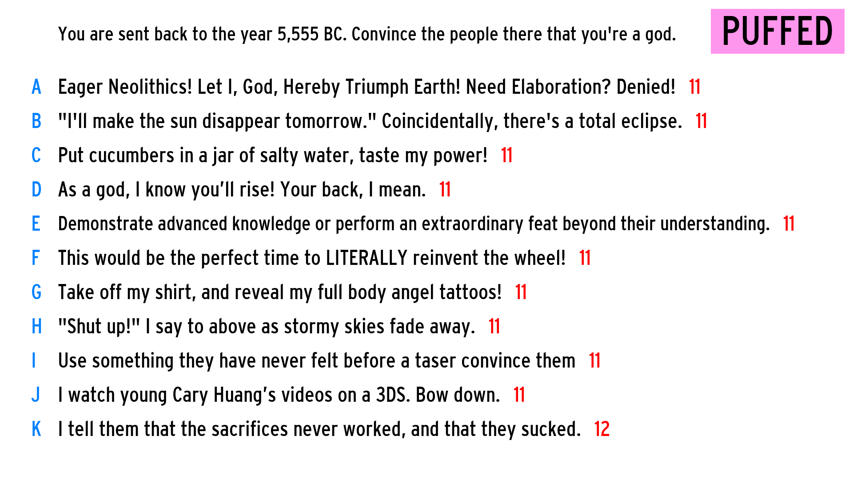 You are sent back to the year 5,555 BC. Convince the people there that you're a god.
PUFFED
A Eager Neolithics! Let I, God, Hereby Triumph Earth! Need Elaboration? Denied! 11
B "I'll make the sun disappear tomorrow." Coincidentally, there's a total eclipse. 11
C Put cucumbers in a jar of salty water, taste my power! 11
D As a god, I know you’ll rise! Your back, I mean. 11
E Demonstrate advanced knowledge or perform an extraordinary feat beyond their understanding. 11
F This would be the perfect time to LITERALLY reinvent the wheel! 11
G Take off my shirt, and reveal my full body angel tattoos! 11
H "Shut up!" I say to above as stormy skies fade away. 11
I Use something they have never felt before a taser convince them 11
J I watch young Cary Huang’s videos on a 3DS. Bow down. 11
K I tell them that the sacrifices never worked, and that they sucked. 12